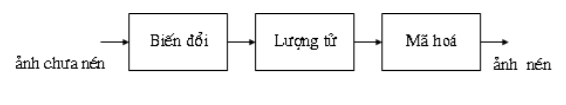 Biến đổi
Lượng tử
Mã hoá
ảnh chưa nén
ảnh nén